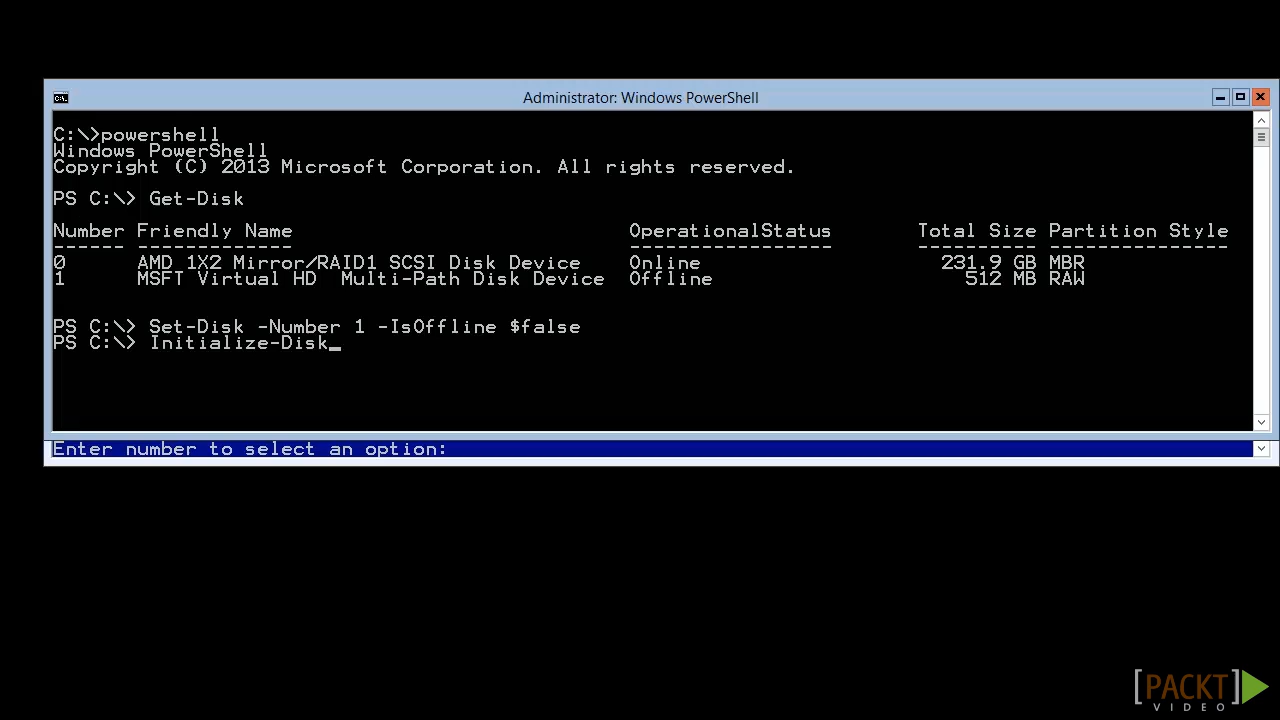 Administrator: Windows PowerShell
C:\>powershell
Windows PowerShell
Copyright (C) 2013 Microsoft Corporation. All rights reserved.
PS C:\> Get-Disk
Number Friendly Name OperationalStatus Total Size Partition Style
------ ------------- ----------------- ---------- ---------------
0 AMD 1X2 Mirror/RAID1 SCSI Disk Device Online 231.9 GB MBR
1 MSFT Virtual HD  Multi-Path Disk Device Offline 512 MB RAW
PS C:\> Set-Disk -Number 1 -IsOffline $false
PS C:\> Initialize-Disk_
Enter number to select an option:
[PACKT]
VIDEO